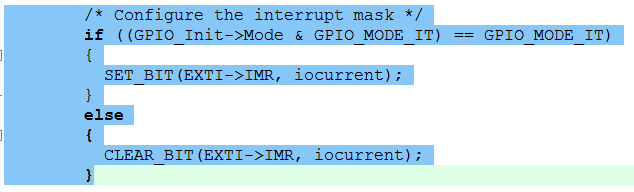 /* Configure the interrupt mask */
if ((GPIO_Init->Mode & GPIO_MODE_IT) == GPIO_MODE_IT)
{
SET_BIT(EXTI->IMR, iocurrent);
}
else
{
CLEAR_BIT(EXTI->IMR, iocurrent);
}